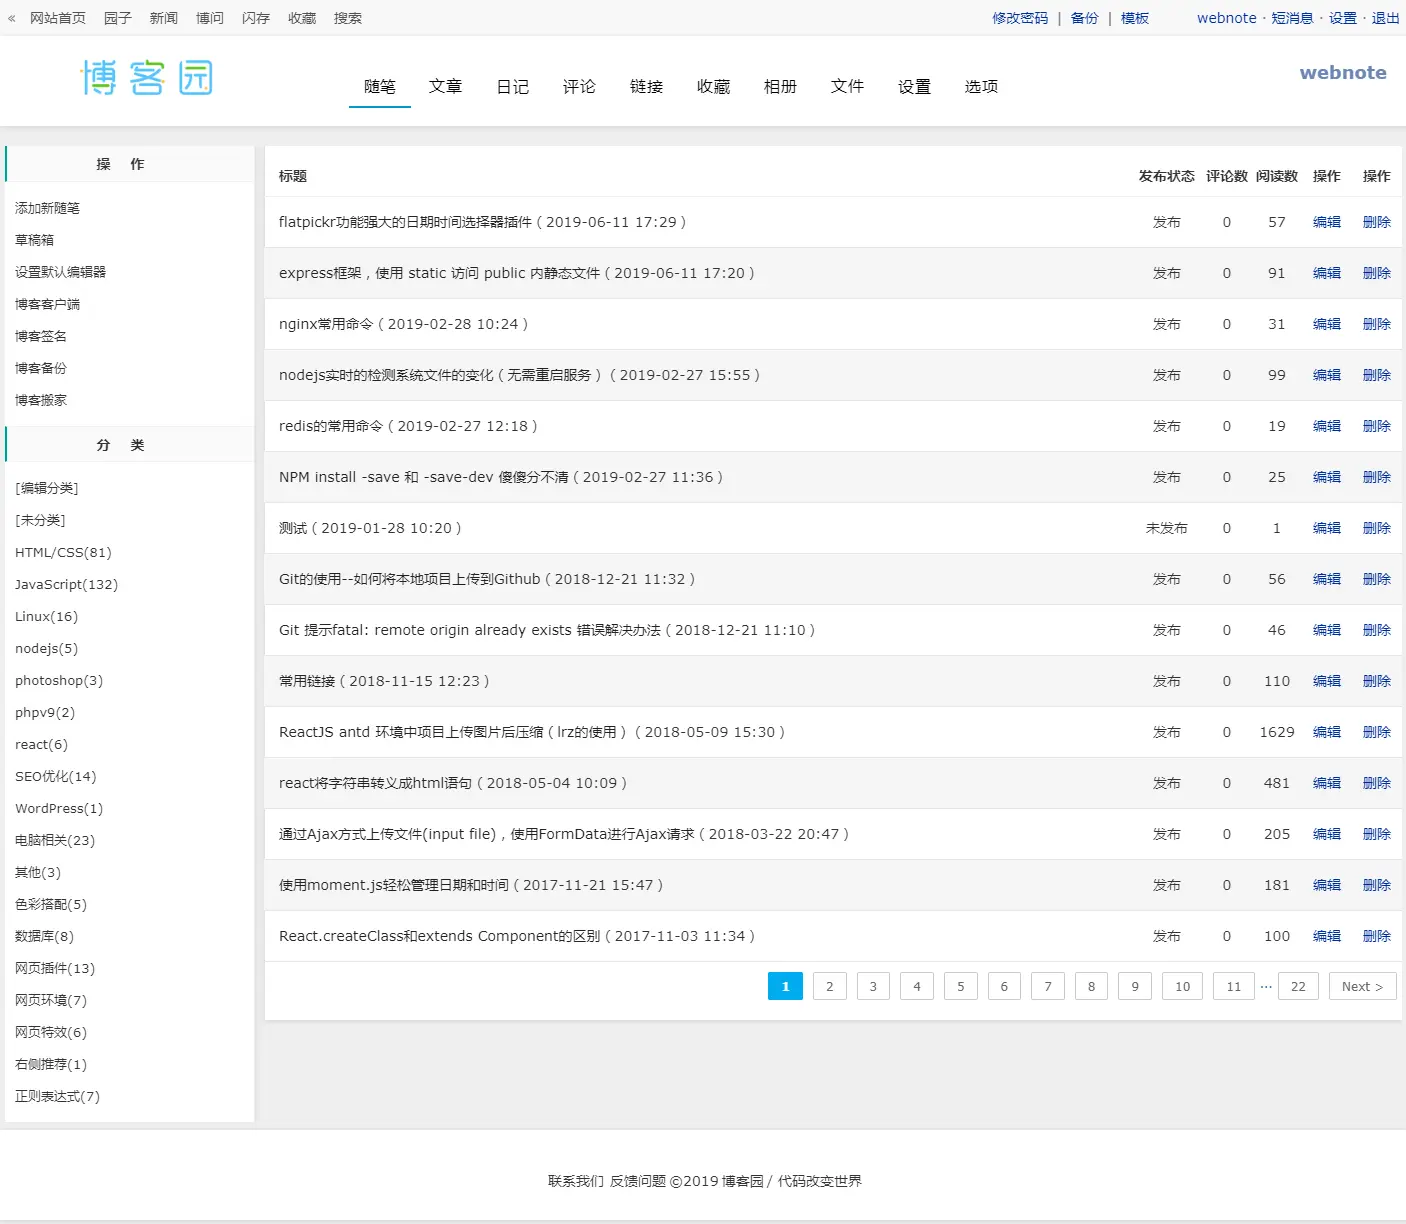 « 网站首页 园子 新闻 博问 闪存 收藏 搜索 修改密码 | 备份 | 模板 webnote · 短消息 · 设置 · 退出
博客园 随笔 文章 日记 评论 链接 收藏 相册 文件 设置 选项 webnote
操 作
添加新随笔
草稿箱
设置默认编辑器
博客客户端
博客签名
博客备份
博客搬家
分 类
[编辑分类]
[未分类]
HTML/CSS(81)
JavaScript(132)
Linux(16)
nodejs(5)
photoshop(3)
phpv9(2)
react(6)
SEO优化(14)
WordPress(1)
电脑相关(23)
其他(3)
色彩搭配(5)
数据库(8)
网页插件(13)
网页环境(7)
网页特效(6)
右侧推荐(1)
正则表达式(7)
标题 发布状态 评论数 阅读数 操作 操作
flatpickr功能强大的日期时间选择器插件 ( 2019-06-11 17:29 ) 发布 0 57 编辑 删除
express框架，使用 static 访问 public 内静态文件 ( 2019-06-11 17:20 ) 发布 0 91 编辑 删除
nginx常用命令 ( 2019-02-28 10:24 ) 发布 0 31 编辑 删除
nodejs实时的检测系统文件的变化（无需重启服务） ( 2019-02-27 15:55 ) 发布 0 99 编辑 删除
redis的常用命令 ( 2019-02-27 12:18 ) 发布 0 19 编辑 删除
NPM install -save 和 -save-dev 傻傻分不清 ( 2019-02-27 11:36 ) 发布 0 25 编辑 删除
测试 ( 2019-01-28 10:20 ) 未发布 0 1 编辑 删除
Git的使用--如何将本地项目上传到Github ( 2018-12-21 11:32 ) 发布 0 56 编辑 删除
Git 提示fatal: remote origin already exists 错误解决办法 ( 2018-12-21 11:10 ) 发布 0 46 编辑 删除
常用链接 ( 2018-11-15 12:23 ) 发布 0 110 编辑 删除
ReactJS antd 环境中项目上传图片后压缩（lrz的使用） ( 2018-05-09 15:30 ) 发布 0 1629 编辑 删除
react将字符串转义成html语句 ( 2018-05-04 10:09 ) 发布 0 481 编辑 删除
通过Ajax方式上传文件(input file)，使用FormData进行Ajax请求 ( 2018-03-22 20:47 ) 发布 0 205 编辑 删除
使用moment.js轻松管理日期和时间 ( 2017-11-21 15:47 ) 发布 0 181 编辑 删除
React.createClass和extends Component的区别 ( 2017-11-03 11:34 ) 发布 0 100 编辑 删除
1 2 3 4 5 6 7 8 9 10 11 ··· 22 Next >
联系我们 反馈问题 ©2019 博客园 / 代码改变世界